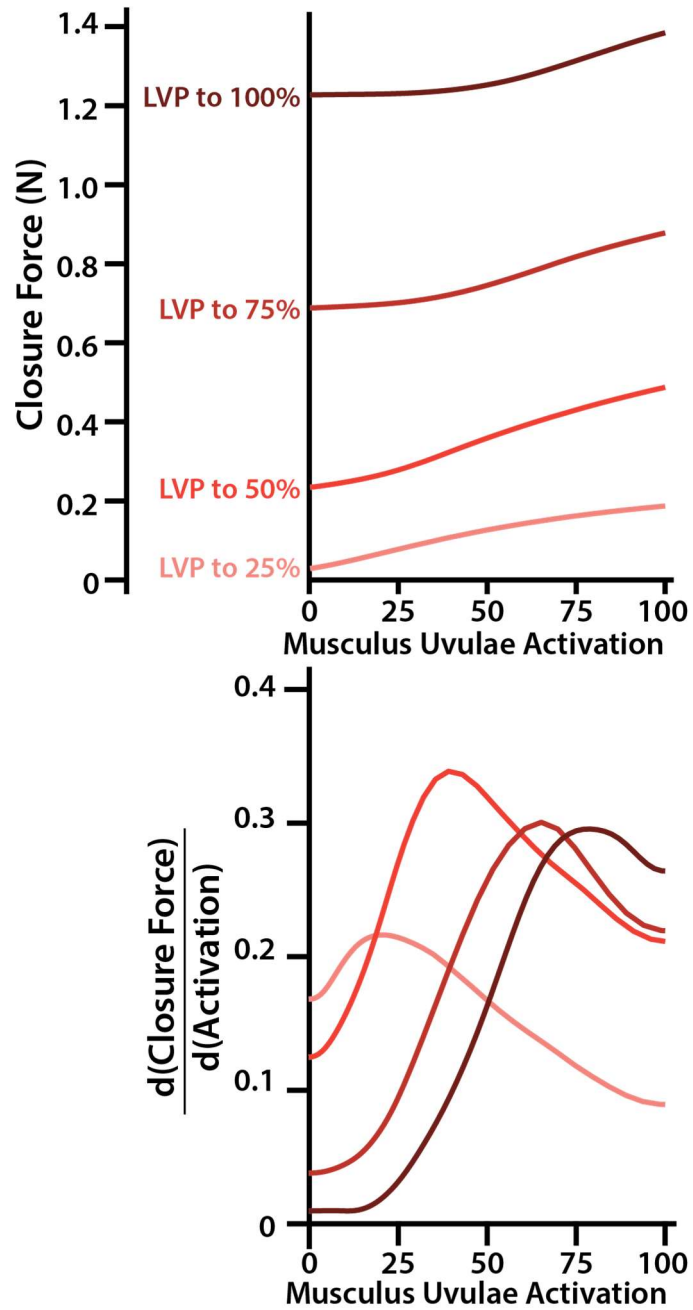 1.4
1.2
1.0
0.8
0.6
0.4
0.2
0
Closure Force (N)
LVP to 100%
LVP to 75%
LVP to 50%
LVP to 25%
0 25 50 75 100
Musculus Uvulae Activation
0.4
0.3
0.2
0.1
0
d(Closure Force)
d(Activation)
0 25 50 75 100
Musculus Uvulae Activation